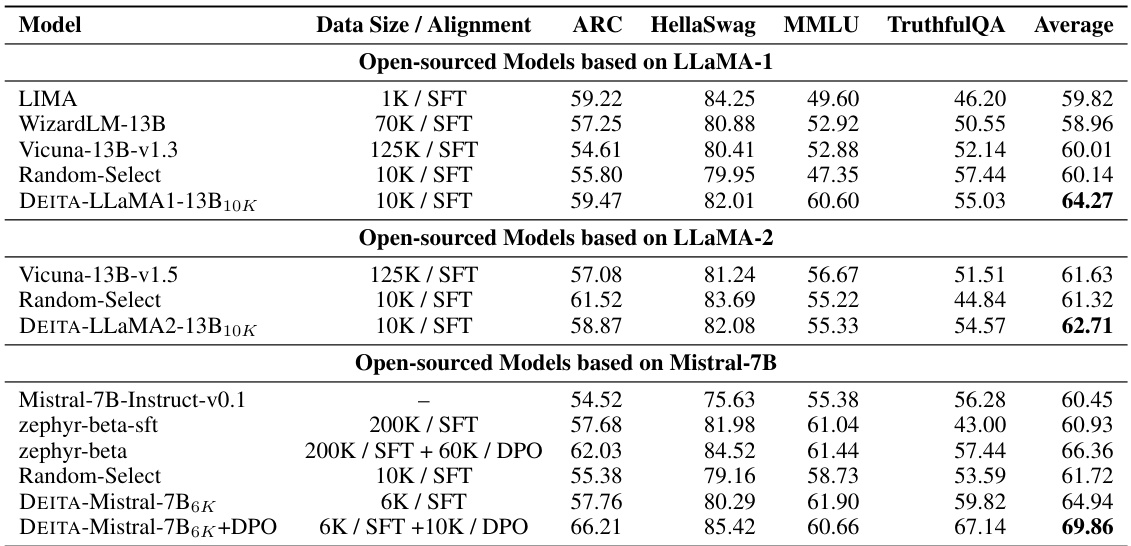 Model Data Size / Alignment ARC HellaSwag MMLU TruthfulQA Average
Open-sourced Models based on LLaMA-1
LIMA 1K / SFT 59.22 84.25 49.60 46.20 59.82
WizardLM-13B 70K / SFT 57.25 80.88 52.92 50.55 58.96
Vicuna-13B-v1.3 125K / SFT 54.61 80.41 52.88 52.14 60.01
Random-Select 10K / SFT 55.80 79.95 47.35 57.44 60.14
DEITA-LLaMA1-13B10K 10K / SFT 59.47 82.01 60.60 55.03 64.27
Open-sourced Models based on LLaMA-2
Vicuna-13B-v1.5 125K / SFT 57.08 81.24 56.67 51.51 61.63
Random-Select 10K / SFT 61.52 83.69 55.22 44.84 61.32
DEITA-LLaMA2-13B10K 10K / SFT 58.87 82.08 55.33 54.57 62.71
Open-sourced Models based on Mistral-7B
Mistral-7B-Instruct-v0.1 – 54.52 75.63 55.38 56.28 60.45
zephyr-beta-sft 200K / SFT 57.68 81.98 61.04 43.00 60.93
zephyr-beta 200K / SFT + 60K / DPO 62.03 84.52 61.44 57.44 66.36
Random-Select 10K / SFT 55.38 79.16 58.73 53.59 61.72
DEITA-Mistral-7B6K 6K / SFT 57.76 80.29 61.90 59.82 64.94
DEITA-Mistral-7B6K+DPO 6K / SFT +10K / DPO 66.21 85.42 60.66 67.14 69.86